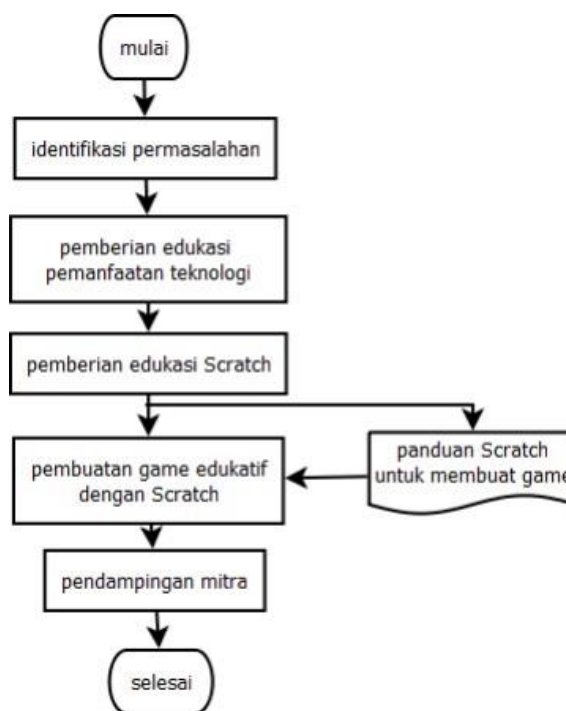 mulai
identifikasi permasalahan
pemberian edukasi
pemanfaatan teknologi
pemberian edukasi Scratch
pembuatan game edukatif
dengan Scratch
panduan Scratch
untuk membuat game
pendampingan mitra
selesai